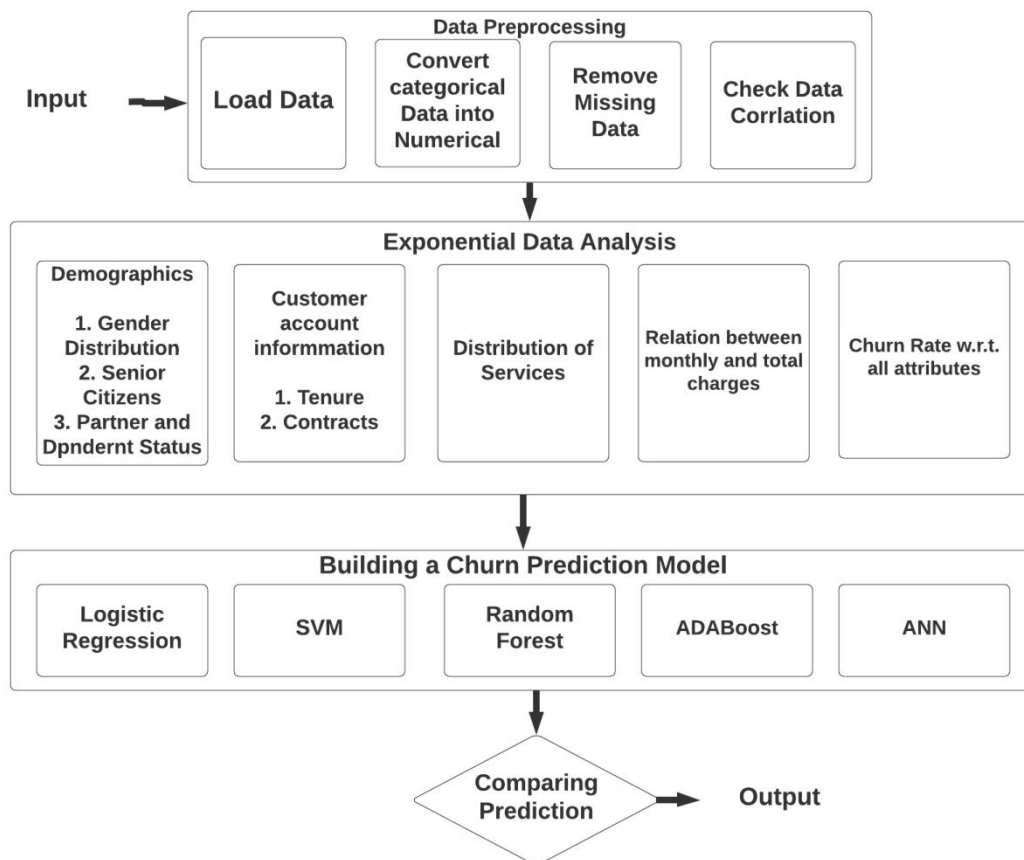 Data Preprocessing
Input
Load Data
Convert
categorical
Data into
Numerical
Remove
Missing
Data
Check Data
Corrlation
Exponential Data Analysis
Demographics
1. Gender
Distribution
2. Senior
Citizens
3. Partner and
Dpndernt Status
Customer
account
informmation
1. Tenure
2. Contracts
Distribution of
Services
Relation between
monthly and total
charges
Churn Rate w.r.t.
all attributes
Building a Churn Prediction Model
Logistic
Regression
SVM
Random
Forest
ADABoost
ANN
Comparing
Prediction
Output